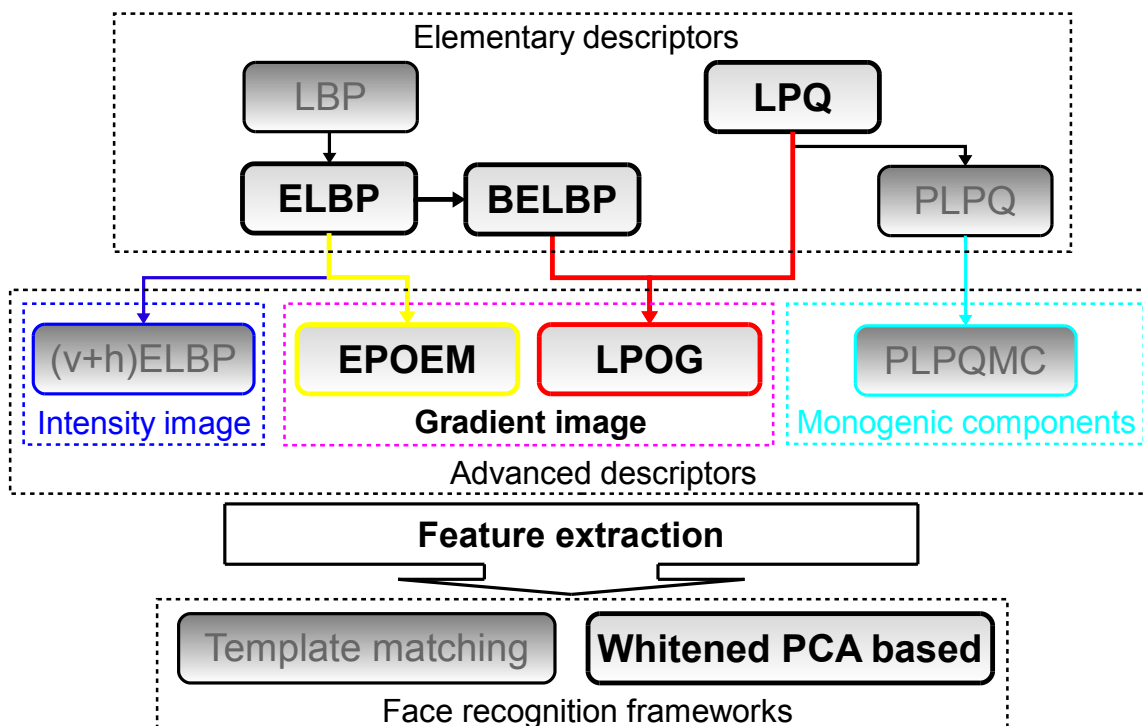 Elementary descriptors
LBP
LPQ
ELBP
BELBP
PLPQ
(v+h)ELBP
EPOEM
LPOG
PLPQMC
Intensity image
Gradient image
Monogenic components
Advanced descriptors
Feature extraction
Template matching
Whitened PCA based
Face recognition frameworks